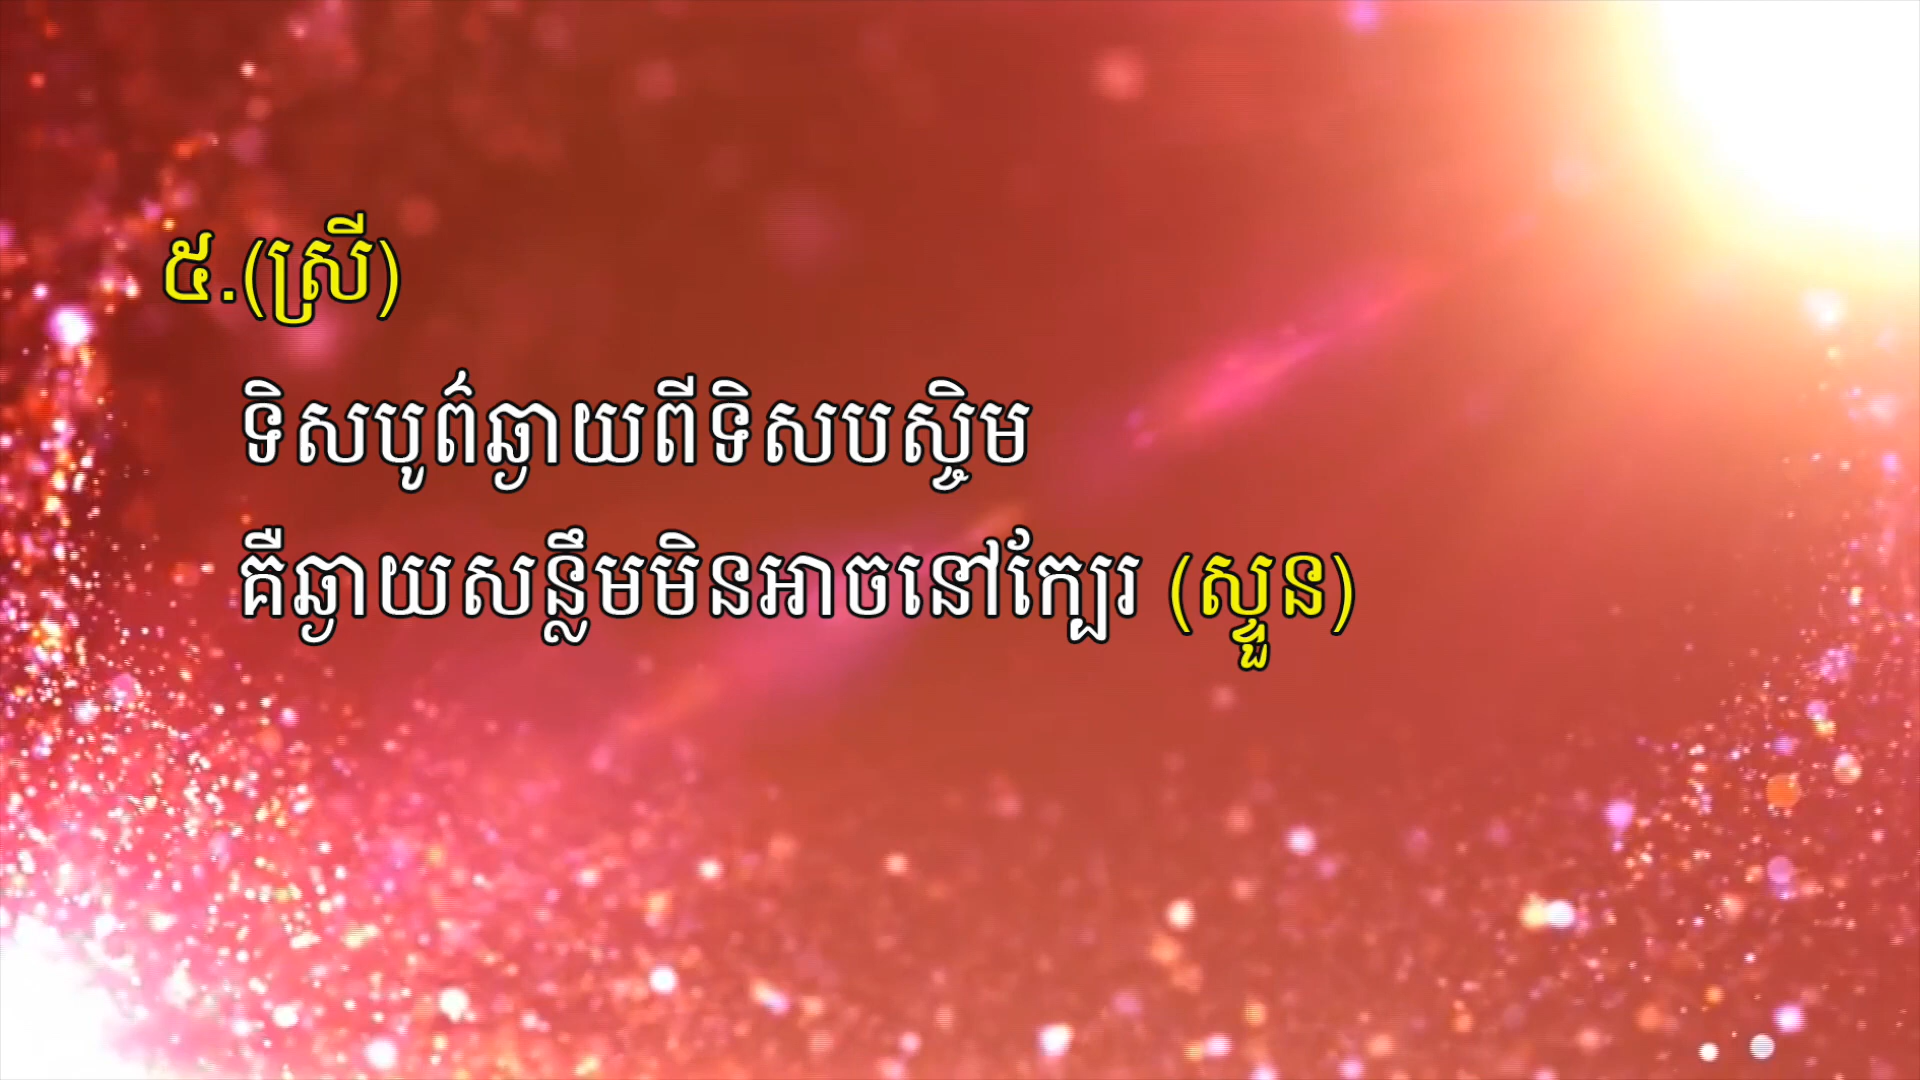 ៥.(ស្រី)
ទិសបូព៌ឆ្ងាយពីទិសបស្ចិម
គឺឆ្ងាយសន្លឹមមិនអាចនៅក្បែរ (ស្ទួន)